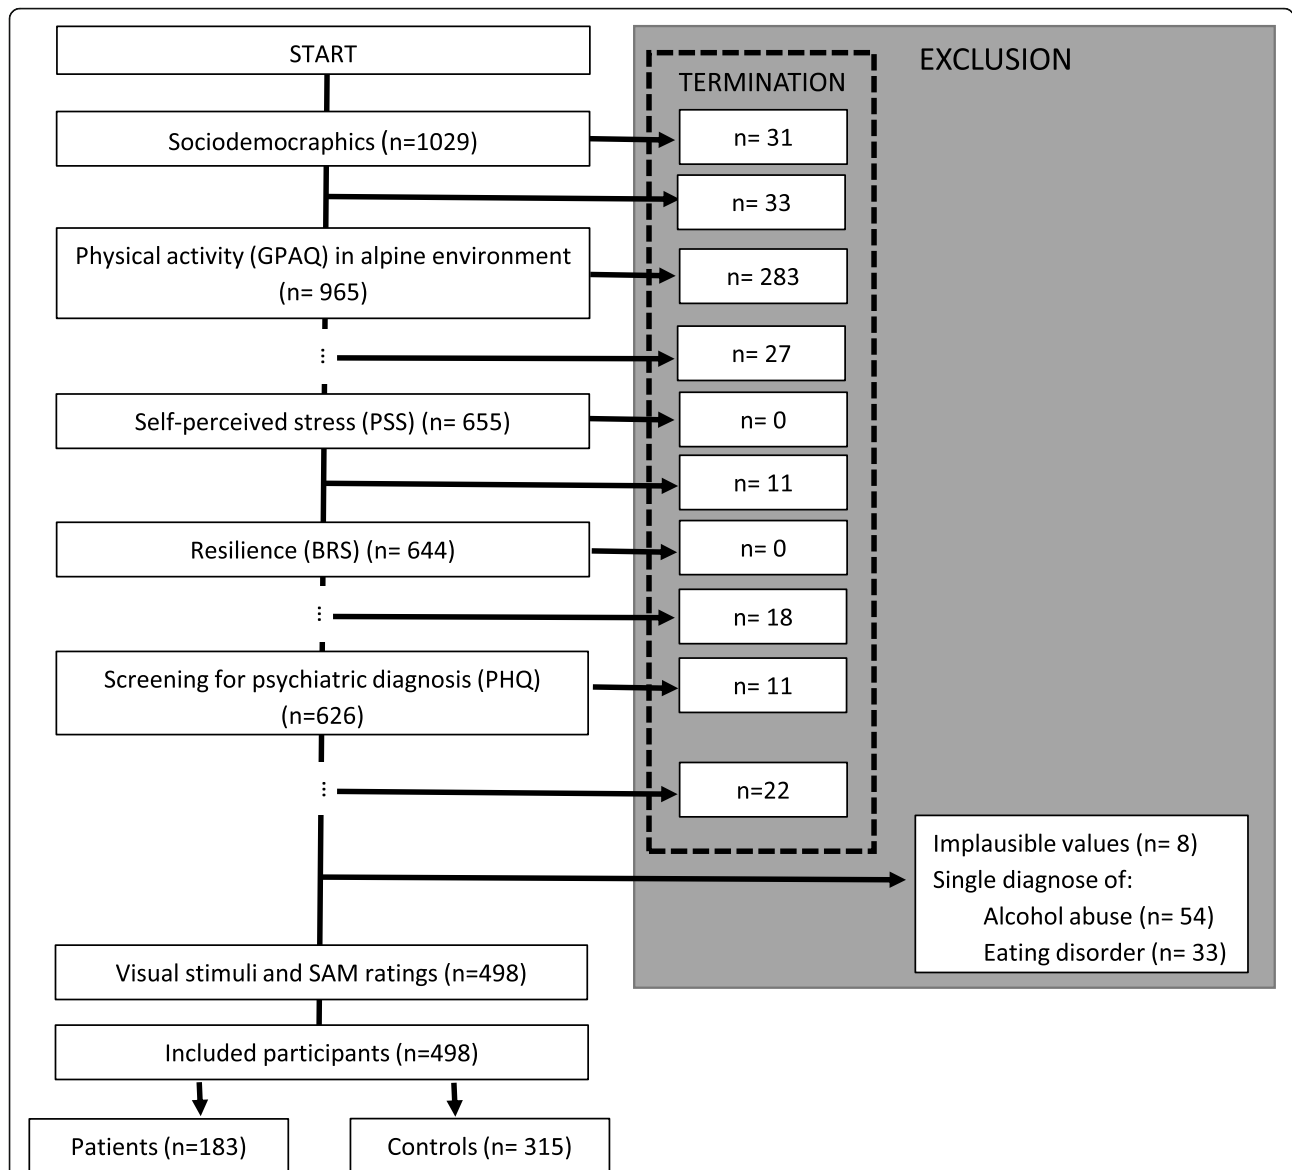 START
EXCLUSION
TERMINATION
Sociodemocraphics (n=1029)
n= 31
n= 33
Physical activity (GPAQ) in alpine environment
(n= 965)
n= 283
...
n= 27
Self-perceived stress (PSS) (n= 655)
n= 0
n= 11
Resilience (BRS) (n= 644)
n= 0
...
n= 18
Screening for psychiatric diagnosis (PHQ)
(n=626)
n= 11
...
n=22
Implausible values (n= 8)
Single diagnose of:
Alcohol abuse (n= 54)
Eating disorder (n= 33)
Visual stimuli and SAM ratings (n=498)
Included participants (n=498)
Patients (n=183)
Controls (n= 315)